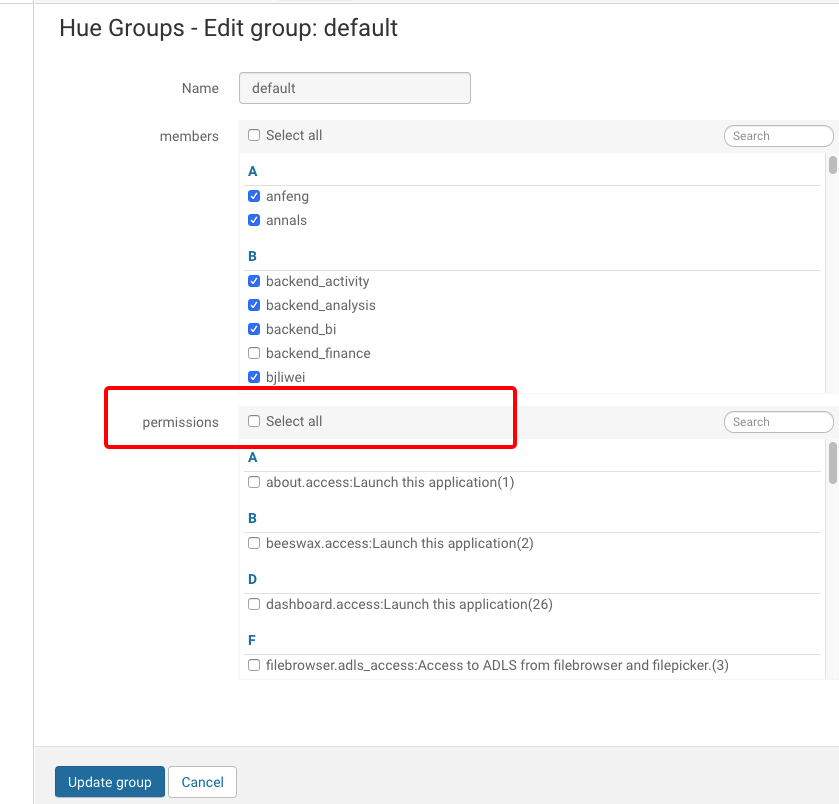 Hue Groups - Edit group: default
Name default
members Select all Search
A
anfeng
annals
B
backend_activity
backend_analysis
backend_bi
backend_finance
bjliwei
permissions Select all Search
A
about.access:Launch this application(1)
B
beeswax.access:Launch this application(2)
D
dashboard.access:Launch this application(26)
F
filebrowser.adls_access:Access to ADLS from filebrowser and filepicker.(3)
Update group Cancel